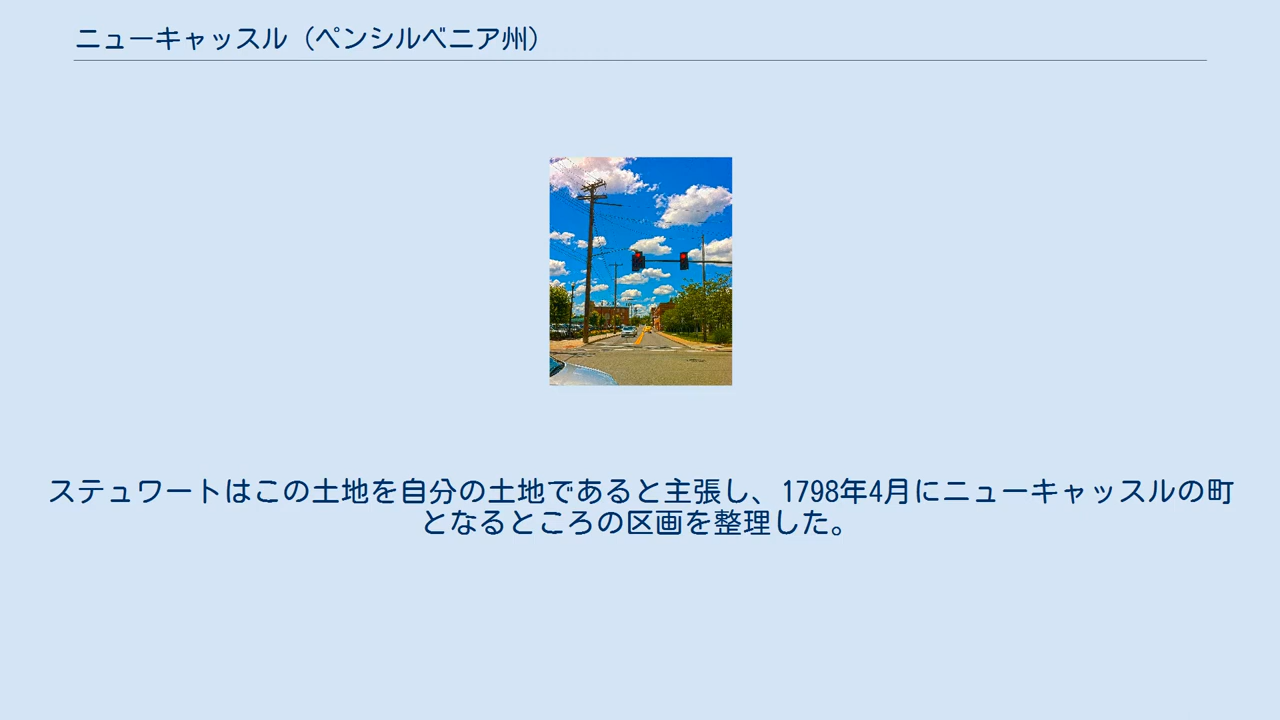 ニューキャッスル（ペンシルベニア州）
ステュワートはこの土地を自分の土地であると主張し、1798年4月にニューキャッスルの町
となるところの区画を整理した。